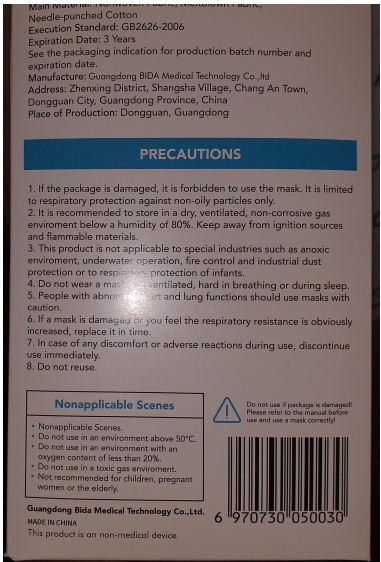 Main Material: Nonwoven Fabric, Meltblown Fabric,
Needle-punched Cotton
Execution Standard: GB2626-2006
Expiration Date: 3 Years
See the packaging indication for production batch number and
expiration date.
Manufacture: Guangdong BIDA Medical Technology Co.,ltd
Address: Zhenxing District, Shangsha Village, Chang An Town,
Dongguan City, Guangdong Province, China
Place of Production: Dongguan, Guangdong
PRECAUTIONS
1. If the package is damaged, it is forbidden to use the mask. It is limited
to respiratory protection against non-oily particles only.
2. It is recommended to store in a dry, ventilated, non-corrosive gas
enviroment below a humidity of 80%. Keep away from ignition sources
and flammable materials.
3. This product is not applicable to special industries such as anoxic
enviroment, underwater operation, fire control and industrial dust
protection or to respiratory protection of infants.
4. Do not wear a mask ventilated, hard in breathing or during sleep.
5. People with abnormal heart and lung functions should use masks with
caution.
6. If a mask is damaged or you feel the respiratory resistance is obviously
increased, replace it in time.
7. In case of any discomfort or adverse reactions during use, discontinue
use immediately.
8. Do not reuse.
Nonapplicable Scenes
• Nonapplicable in Scenes.
• Do not use in an environment above 50°C.
• Do not use in an environment with an
oxygen content of less than 20%.
• Do not use in a toxic gas enviroment.
• Not recommended for children, pregnant
women or the elderly.
Do not use if package is damaged!
Please refer to the manual before
use and use a mask correctly!
Guangdong Bida Medical Technology Co.,Ltd.
MADE IN CHINA
This product is an non-medical device.
6 970730 050030